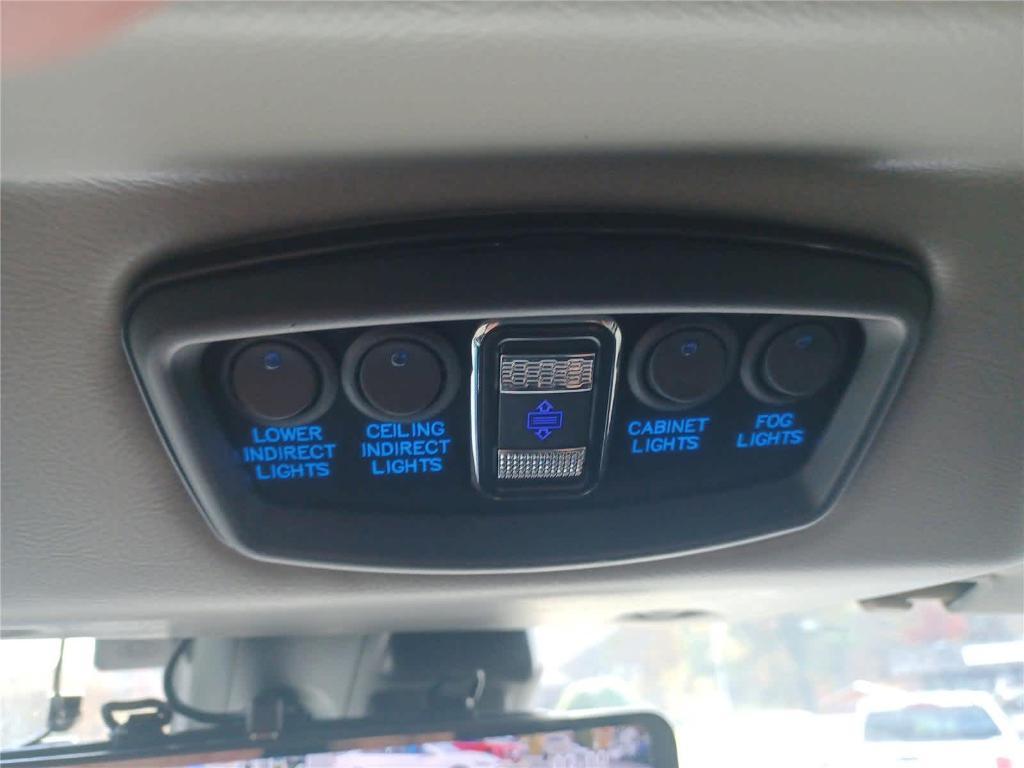 LOWER
INDIRECT
LIGHTS
CEILING
INDIRECT
LIGHTS
CABINET
LIGHTS
FOG
LIGHTS